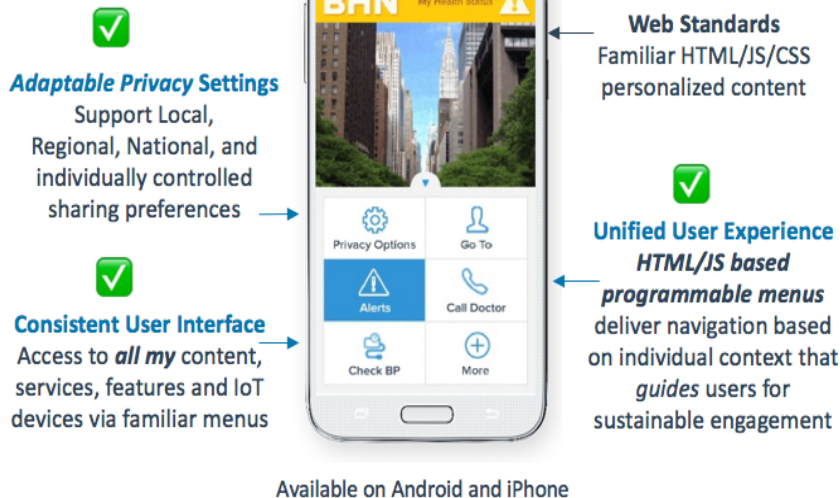 Adaptable Privacy Settings
Support Local,
Regional, National, and
individually controlled
sharing preferences
Consistent User Interface
Access to all my content,
services, features and IoT
devices via familiar menus
BHN
My Health Status
Privacy Options
Go To
Alerts
Call Doctor
Check BP
More
Web Standards
Familiar HTML/JS/CSS
personalized content
Unified User Experience
HTML/JS based
programmable menus
deliver navigation based
on individual context that
guides users for
sustainable engagement
Available on Android and iPhone